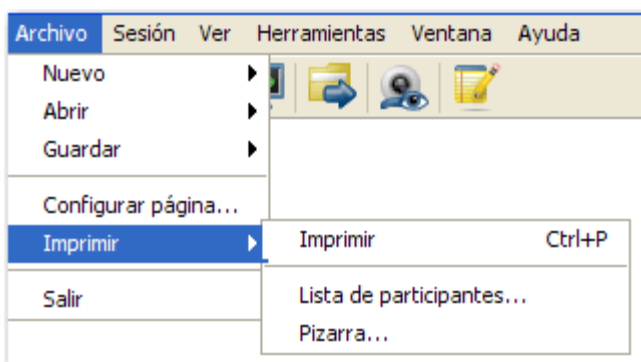 Archivo Sesión Ver Herramientas Ventana Ayuda
Nuevo
Abrir
Guardar
Configurar página...
Imprimir
Imprimir Ctrl+P
Salir
Lista de participantes...
Pizarra...